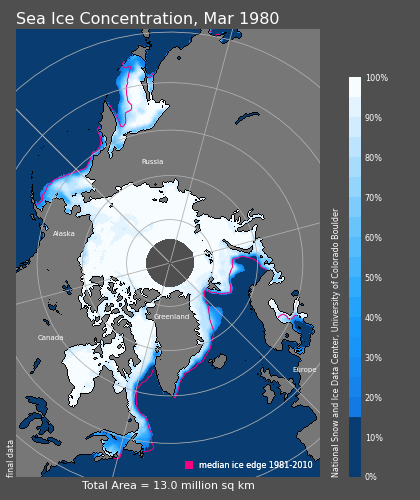 Sea Ice Concentration, Mar 1980
Russia
Alaska
Greenland
Canada
Europe
median ice edge 1981-2010
final data
Total Area = 13.0 million sq km
100%
90%
80%
70%
60%
50%
40%
30%
20%
10%
0%
National Snow and Ice Data Center, University of Colorado Boulder